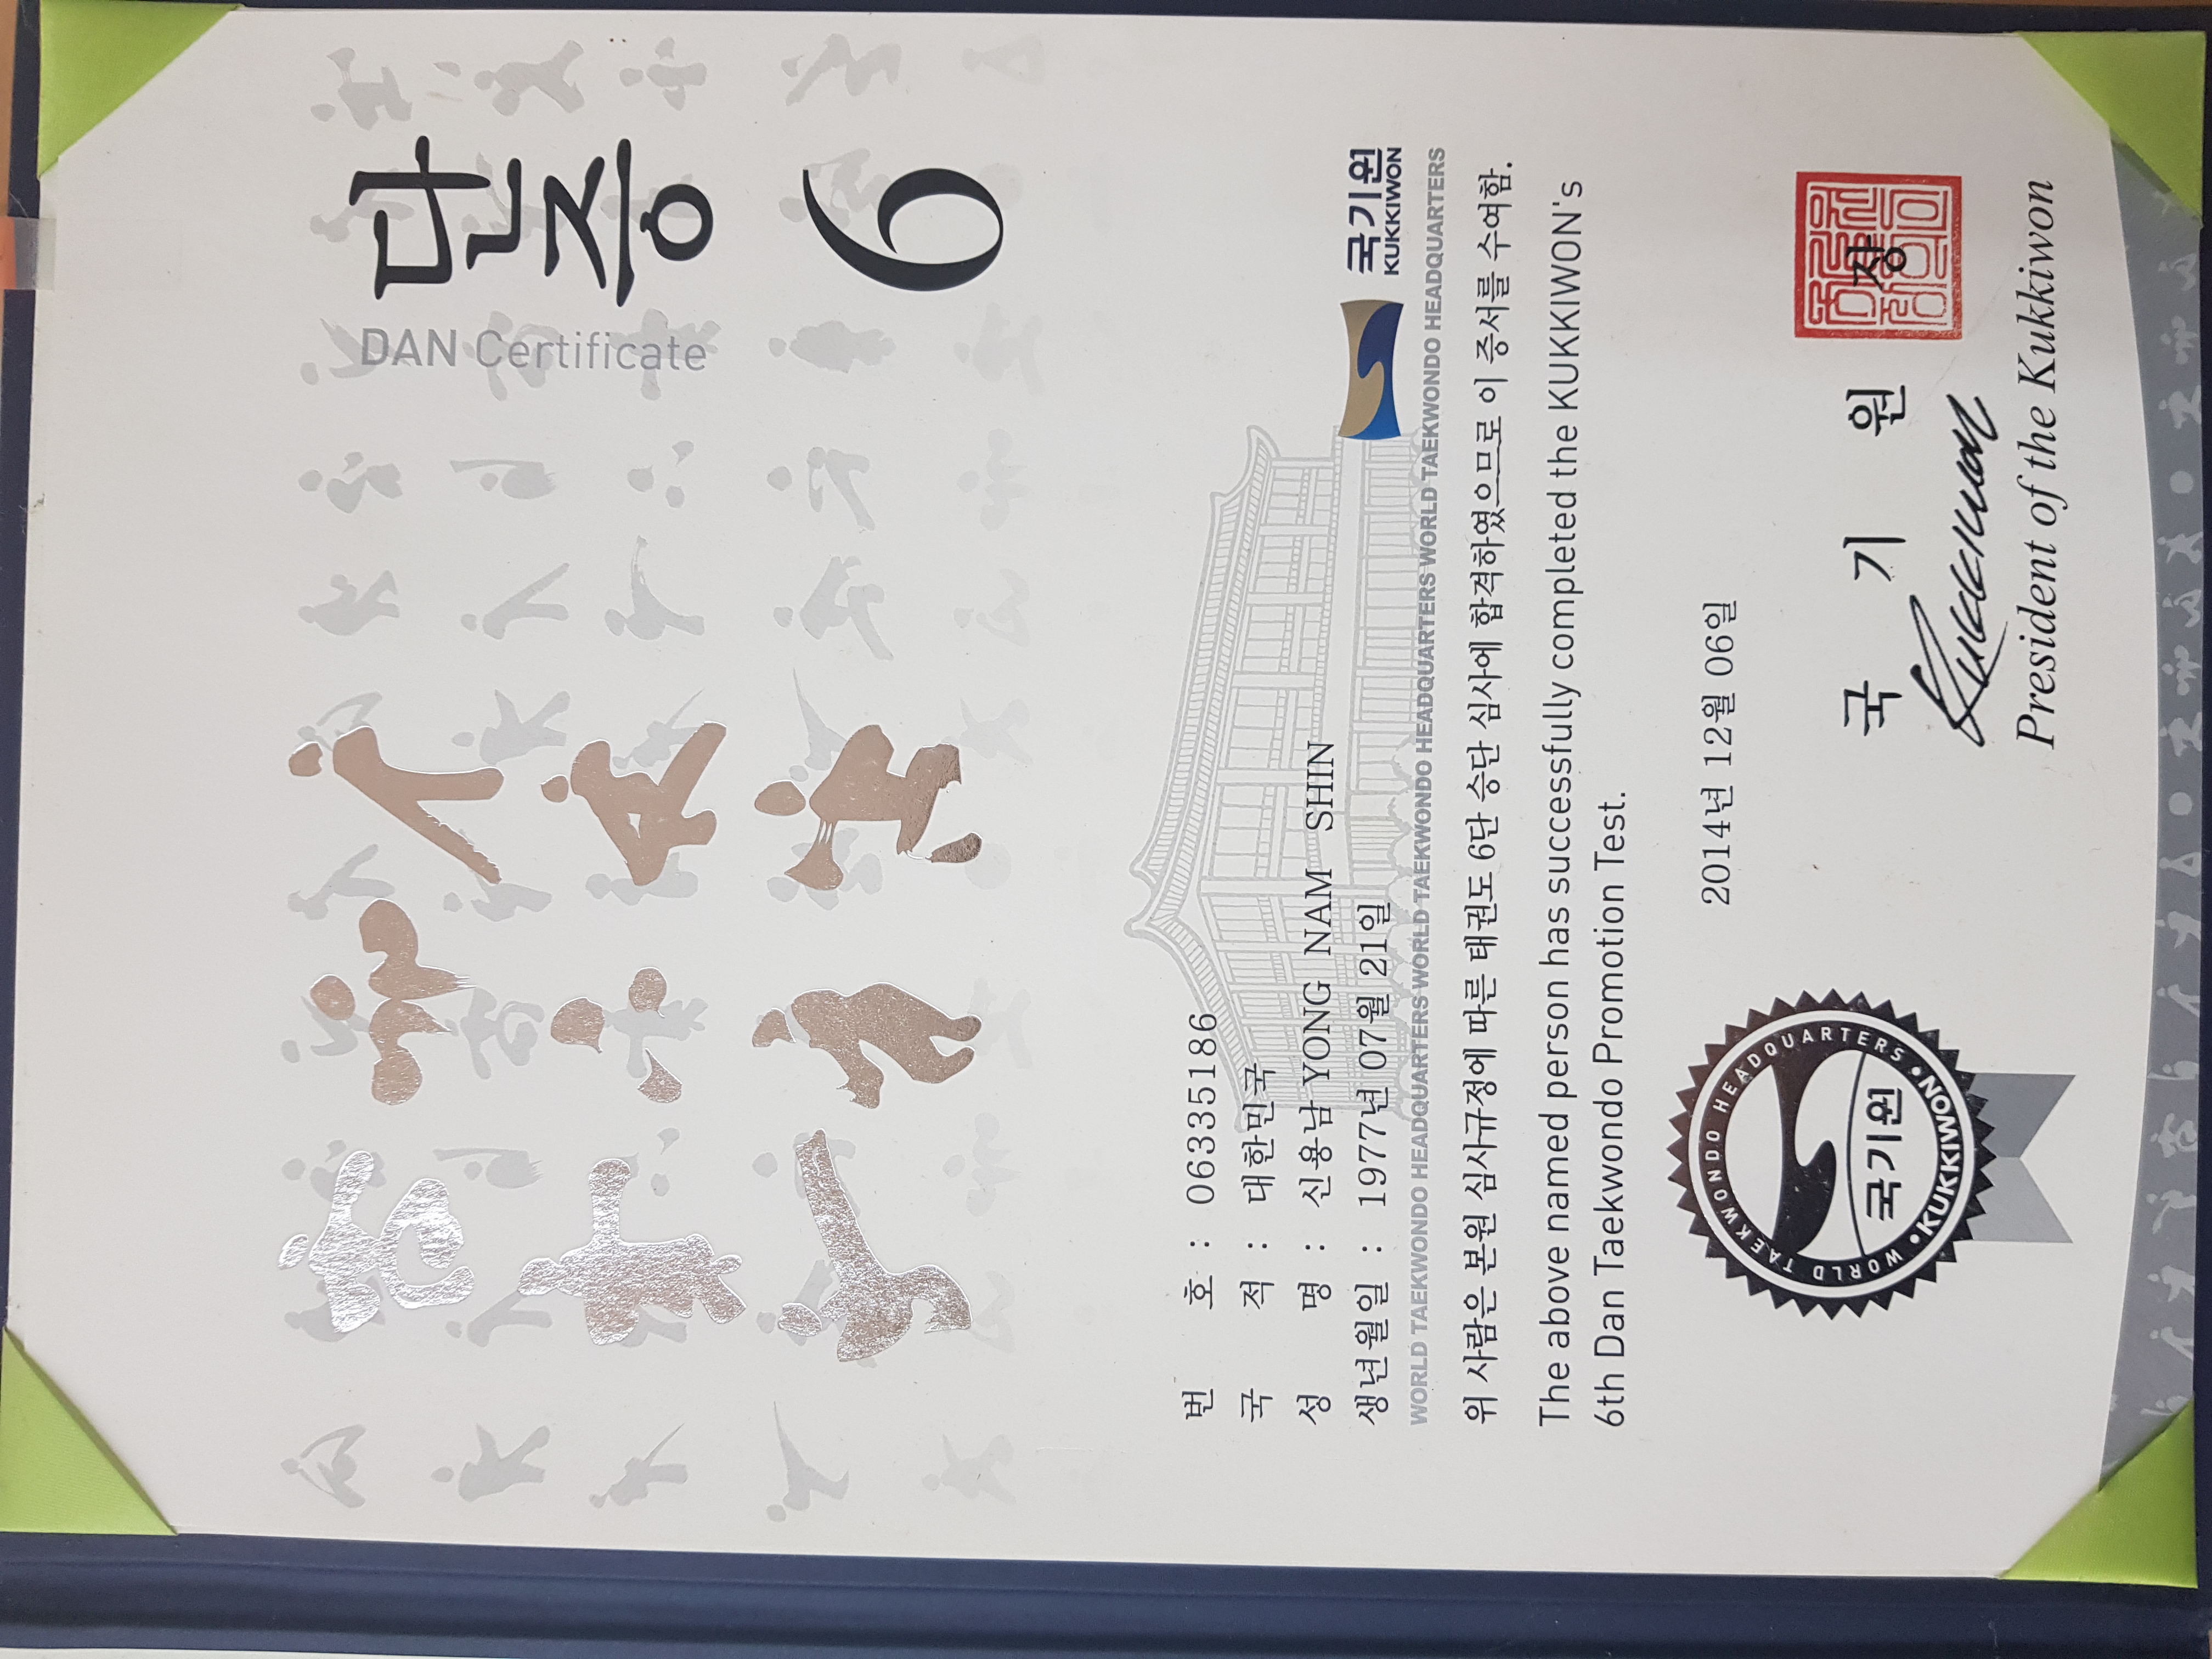 단증
DAN Certificate
6
번 호 : 06335186
국 적 : 대한민국
성 명 : 신용남 YONG NAM SHIN
생년월일 : 1977년 07월 21일
국기원
KUKKIWON
WORLD TAEKWONDO HEADQUARTERS WORLD TAEKWONDO HEADQUARTERS WORLD TAEKWONDO HEADQUARTERS WORLD TAEKWONDO HEADQUARTERS
위 사람은 본원 심사규정에 따른 태권도 6단 승단 심사에 합격하였으므로 이 증서를 수여함.
The above named person has successfully completed the KUKKIWON's
6th Dan Taekwondo Promotion Test.
2014년 12월 06일
국 기 원 장
President of the Kukkiwon
WORLD TAEKWONDO HEADQUARTERS
국기원
• KUKKIWON •